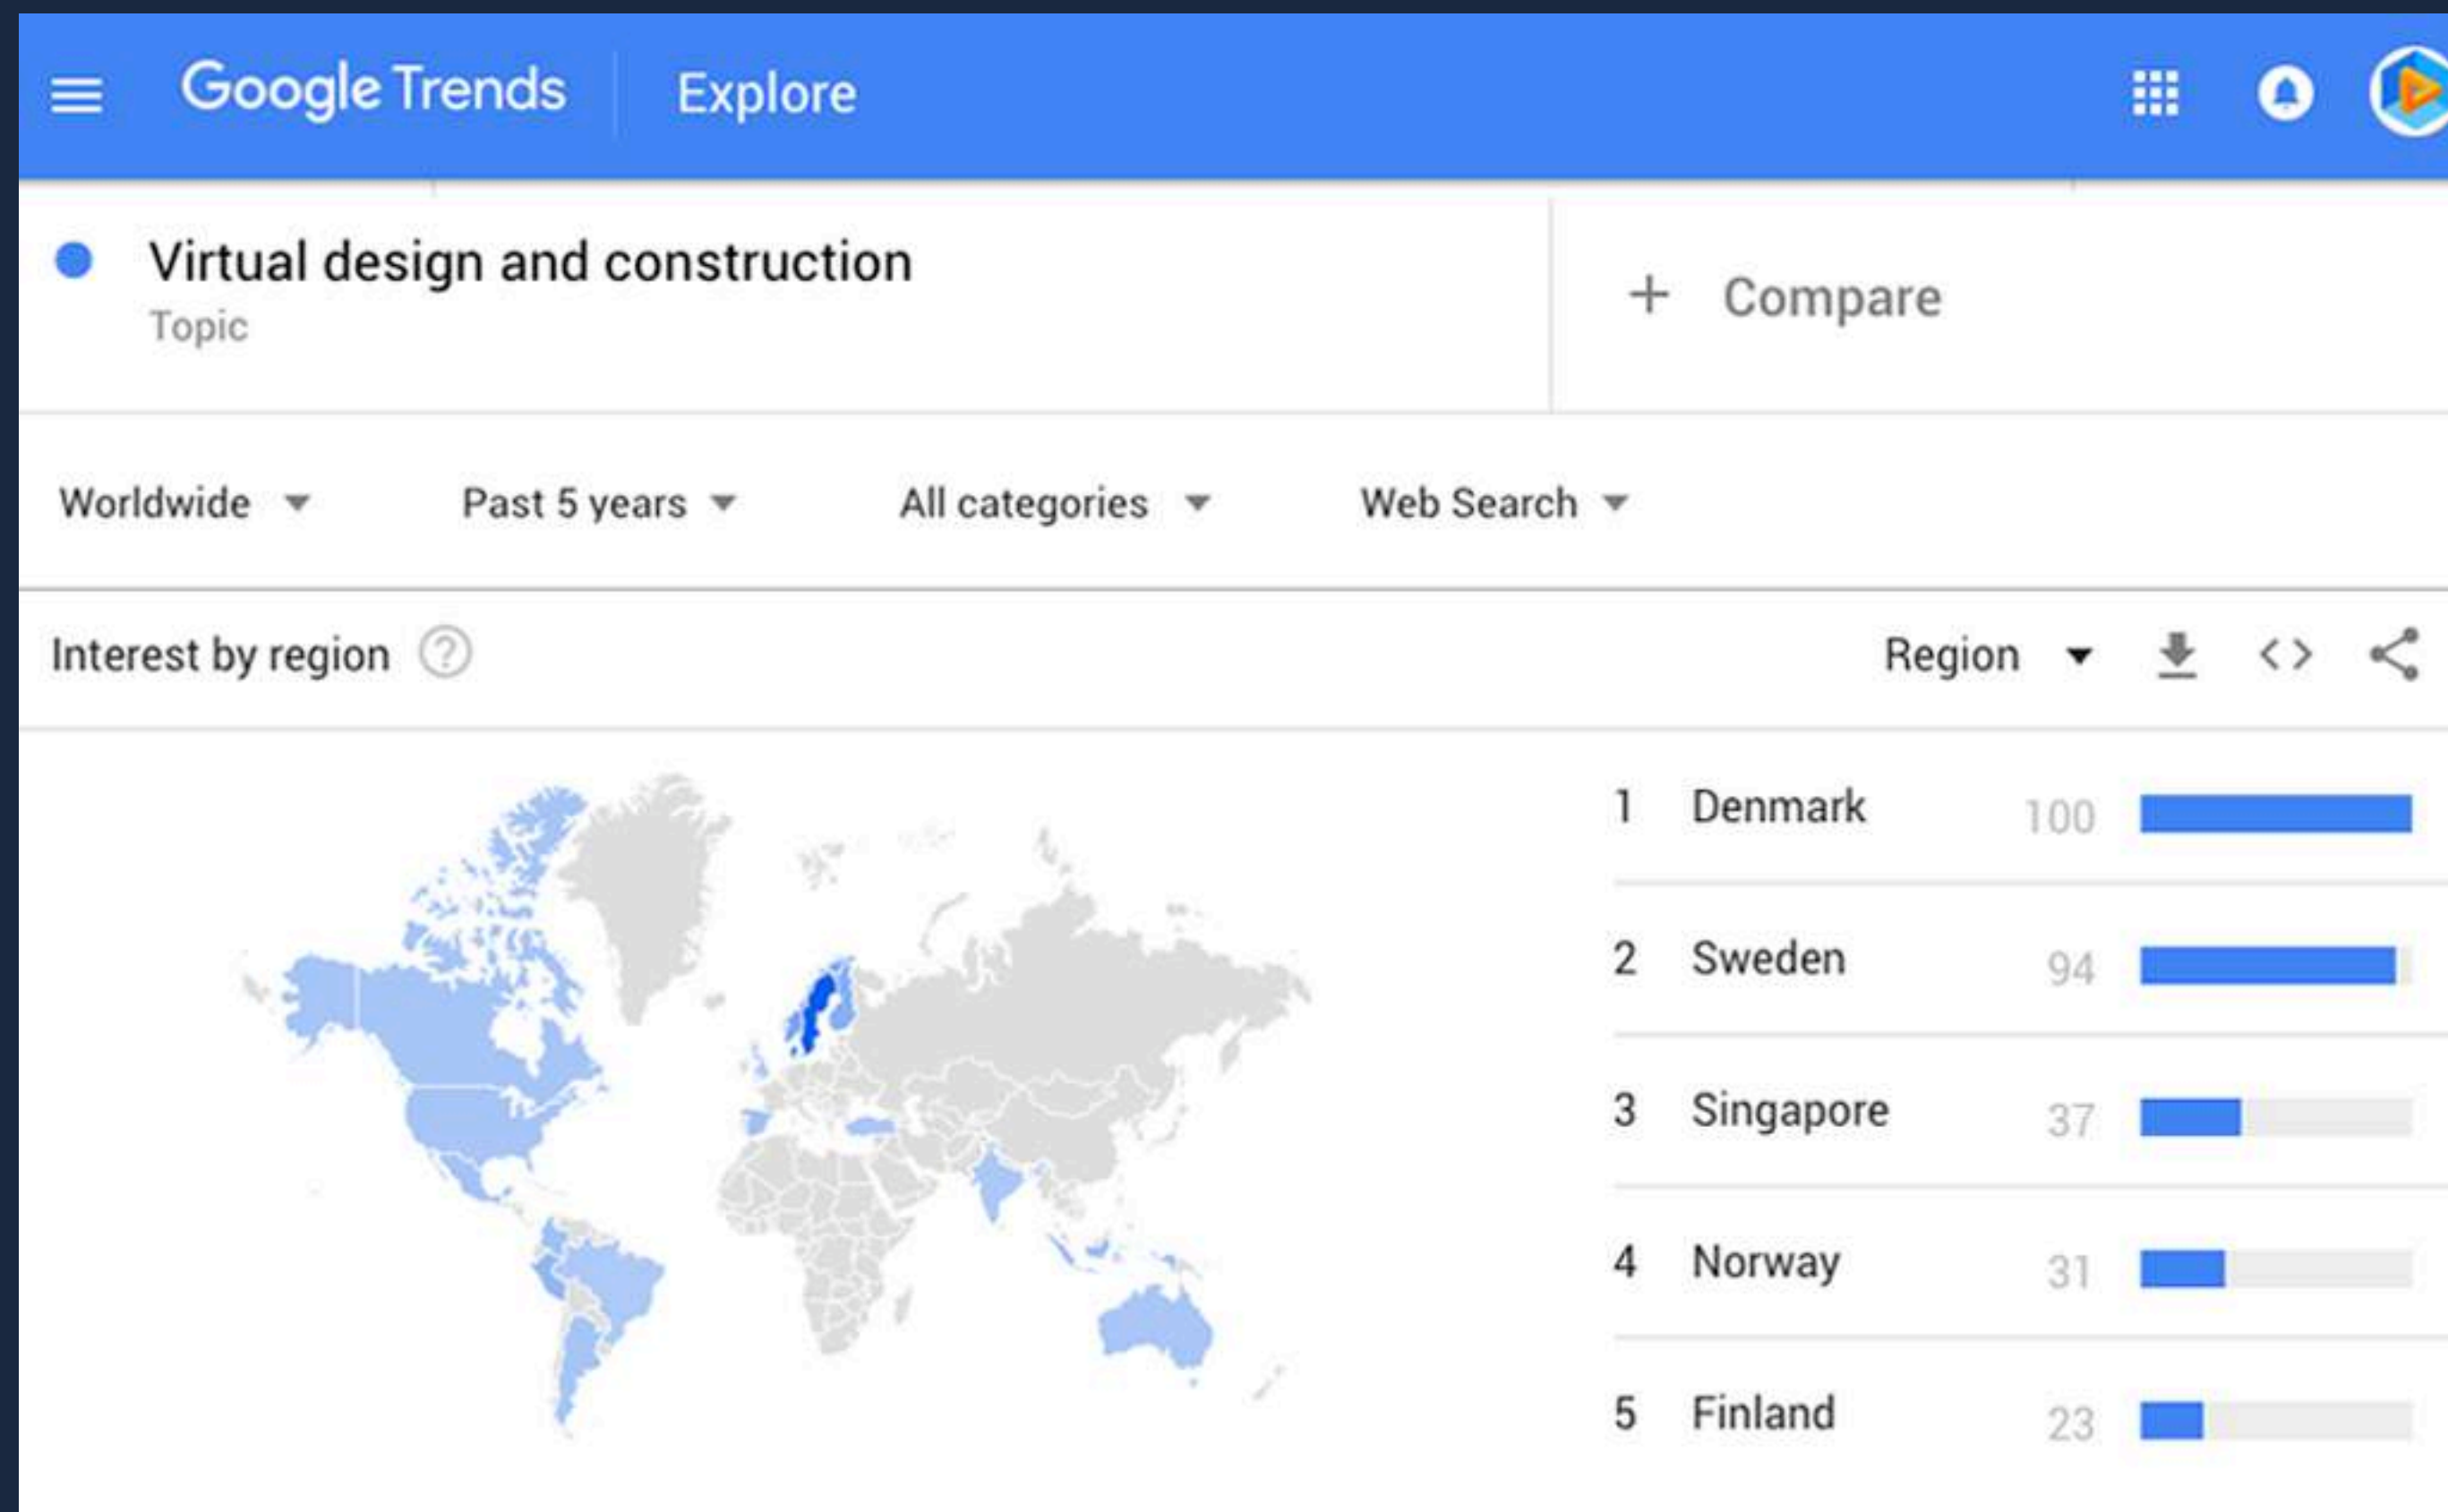 Google Trends Explore
Virtual design and construction
Topic
+ Compare
Worldwide Past 5 years All categories Web Search
Interest by region ? Region
1 Denmark 100
2 Sweden 94
3 Singapore 37
4 Norway 31
5 Finland 23